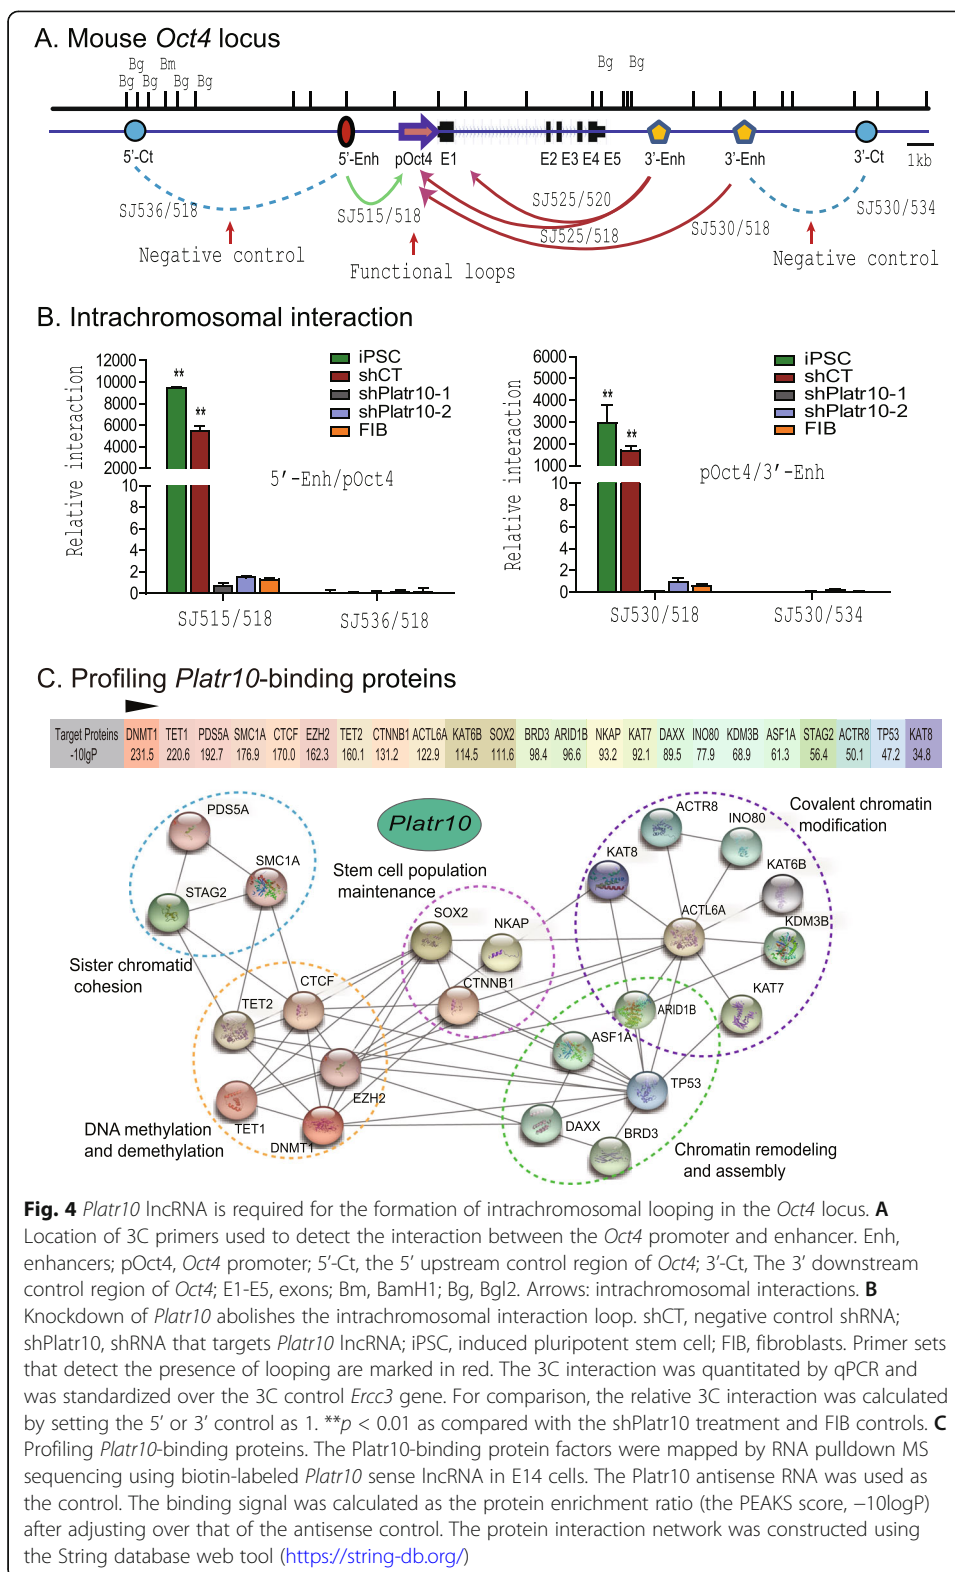 A. Mouse Oct4 locus
Bg Bm
Bg Bg Bg Bg
Bg Bg
5′-Ct 5′-Enh pOct4 E1 E2 E3 E4 E5 3′-Enh 3′-Enh 3′-Ct 1kb
SJ536/518 SJ515/518 SJ525/520 SJ525/518 SJ530/518 SJ530/534
Negative control Functional loops Negative control
B. Intrachromosomal interaction
Relative interaction
12000
10000
8000
6000
4000
2000
10
8
6
4
2
0
** **
iPSC
shCT
shPlatr10-1
shPlatr10-2
FIB
5′-Enh/pOct4
SJ515/518 SJ536/518
Relative interaction
6000
5000
4000
3000
2000
1000
10
8
6
4
2
0
** **
iPSC
shCT
shPlatr10-1
shPlatr10-2
FIB
pOct4/3′-Enh
SJ530/518 SJ530/534
C. Profiling Platr10-binding proteins
Target Proteins DNMT1 TET1 PDS5A SMC1A CTCF EZH2 TET2 CTNNB1 ACTL6A KAT6B SOX2 BRD3 ARID1B NKAP KAT7 DAXX INO80 KDM3B ASF1A STAG2 ACTR8 TP53 KAT8
-10lgP 231.5 220.6 192.7 176.9 170.0 162.3 160.1 131.2 122.9 114.5 111.6 98.4 96.6 93.2 92.1 89.5 77.9 68.9 61.3 56.4 50.1 47.2 34.8
PDS5A
SMC1A
STAG2
Sister chromatid
cohesion
Platr10
Stem cell population
maintenance
SOX2
NKAP
CTNNB1
ACTR8
INO80
Covalent chromatin
modification
KAT8
KAT6B
ACTL6A
KDM3B
KAT7
CTCF
TET2
EZH2
TET1
DNMT1
DNA methylation
and demethylation
ARID1B
ASF1A
TP53
DAXX
BRD3
Chromatin remodeling
and assembly
Fig. 4 Platr10 lncRNA is required for the formation of intrachromosomal looping in the Oct4 locus. A
Location of 3C primers used to detect the interaction between the Oct4 promoter and enhancer. Enh,
enhancers; pOct4, Oct4 promoter; 5′-Ct, the 5′ upstream control region of Oct4; 3′-Ct, The 3′ downstream
control region of Oct4; E1-E5, exons; Bm, BamH1; Bg, Bgl2. Arrows: intrachromosomal interactions. B
Knockdown of Platr10 abolishes the intrachromosomal interaction loop. shCT, negative control shRNA;
shPlatr10, shRNA that targets Platr10 lncRNA; iPSC, induced pluripotent stem cell; FIB, fibroblasts. Primer sets
that detect the presence of looping are marked in red. The 3C interaction was quantitated by qPCR and
was standardized over the 3C control Ercc3 gene. For comparison, the relative 3C interaction was calculated
by setting the 5′ or 3′ control as 1. **p < 0.01 as compared with the shPlatr10 treatment and FIB controls. C
Profiling Platr10-binding proteins. The Platr10-binding protein factors were mapped by RNA pulldown MS
sequencing using biotin-labeled Platr10 sense lncRNA in E14 cells. The Platr10 antisense RNA was used as
the control. The binding signal was calculated as the protein enrichment ratio (the PEAKS score, −10logP)
after adjusting over that of the antisense control. The protein interaction network was constructed using
the String database web tool (https://string-db.org/)